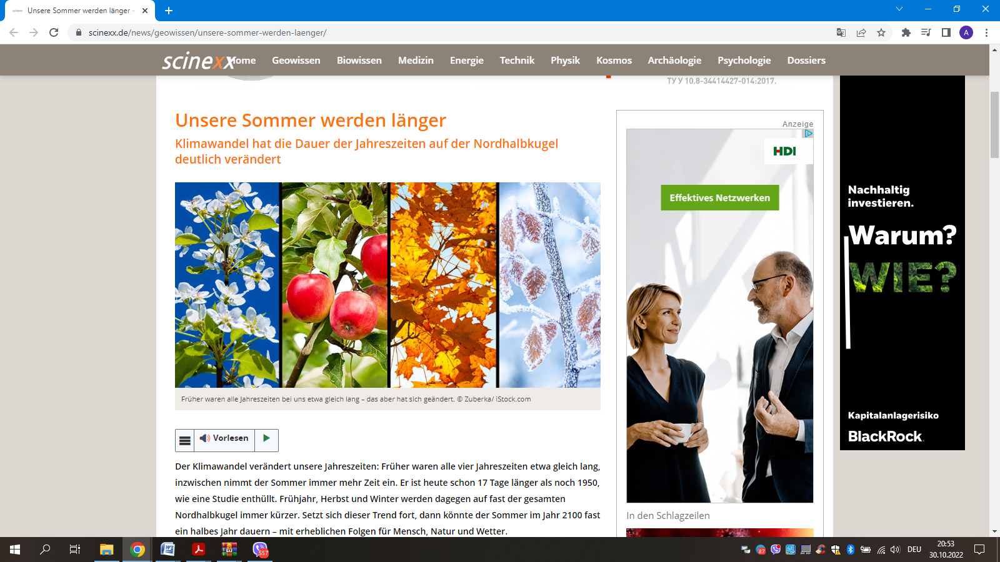 Unsere Sommer werden länger -
scinexx.de/news/geowissen/unsere-sommer-werden-laenger/
A
scinexx
Home Geowissen Biowissen Medizin Energie Technik Physik Kosmos Archäologie Psychologie Dossiers
ТУ У 10.8-34414427-014:2017.
Unsere Sommer werden länger
Klimawandel hat die Dauer der Jahreszeiten auf der Nordhalbkugel
deutlich verändert
Früher waren alle Jahreszeiten bei uns etwa gleich lang – das aber hat sich geändert. © Zuberka/ iStock.com
Vorlesen
Der Klimawandel verändert unsere Jahreszeiten: Früher waren alle vier Jahreszeiten etwa gleich lang,
inzwischen nimmt der Sommer immer mehr Zeit ein. Er ist heute schon 17 Tage länger als noch 1950,
wie eine Studie enthüllt. Frühjahr, Herbst und Winter werden dagegen auf fast der gesamten
Nordhalbkugel immer kürzer. Setzt sich dieser Trend fort, dann könnte der Sommer im Jahr 2100 fast
ein halbes Jahr dauern – mit erheblichen Folgen für Mensch, Natur und Wetter.
Anzeige
HDI
Effektives Netzwerken
In den Schlagzeilen
Nachhaltig
investieren.
Warum?
WIE?
Kapitalanlagerisiko
BlackRock.
557
87
DEU
20:53
30.10.2022